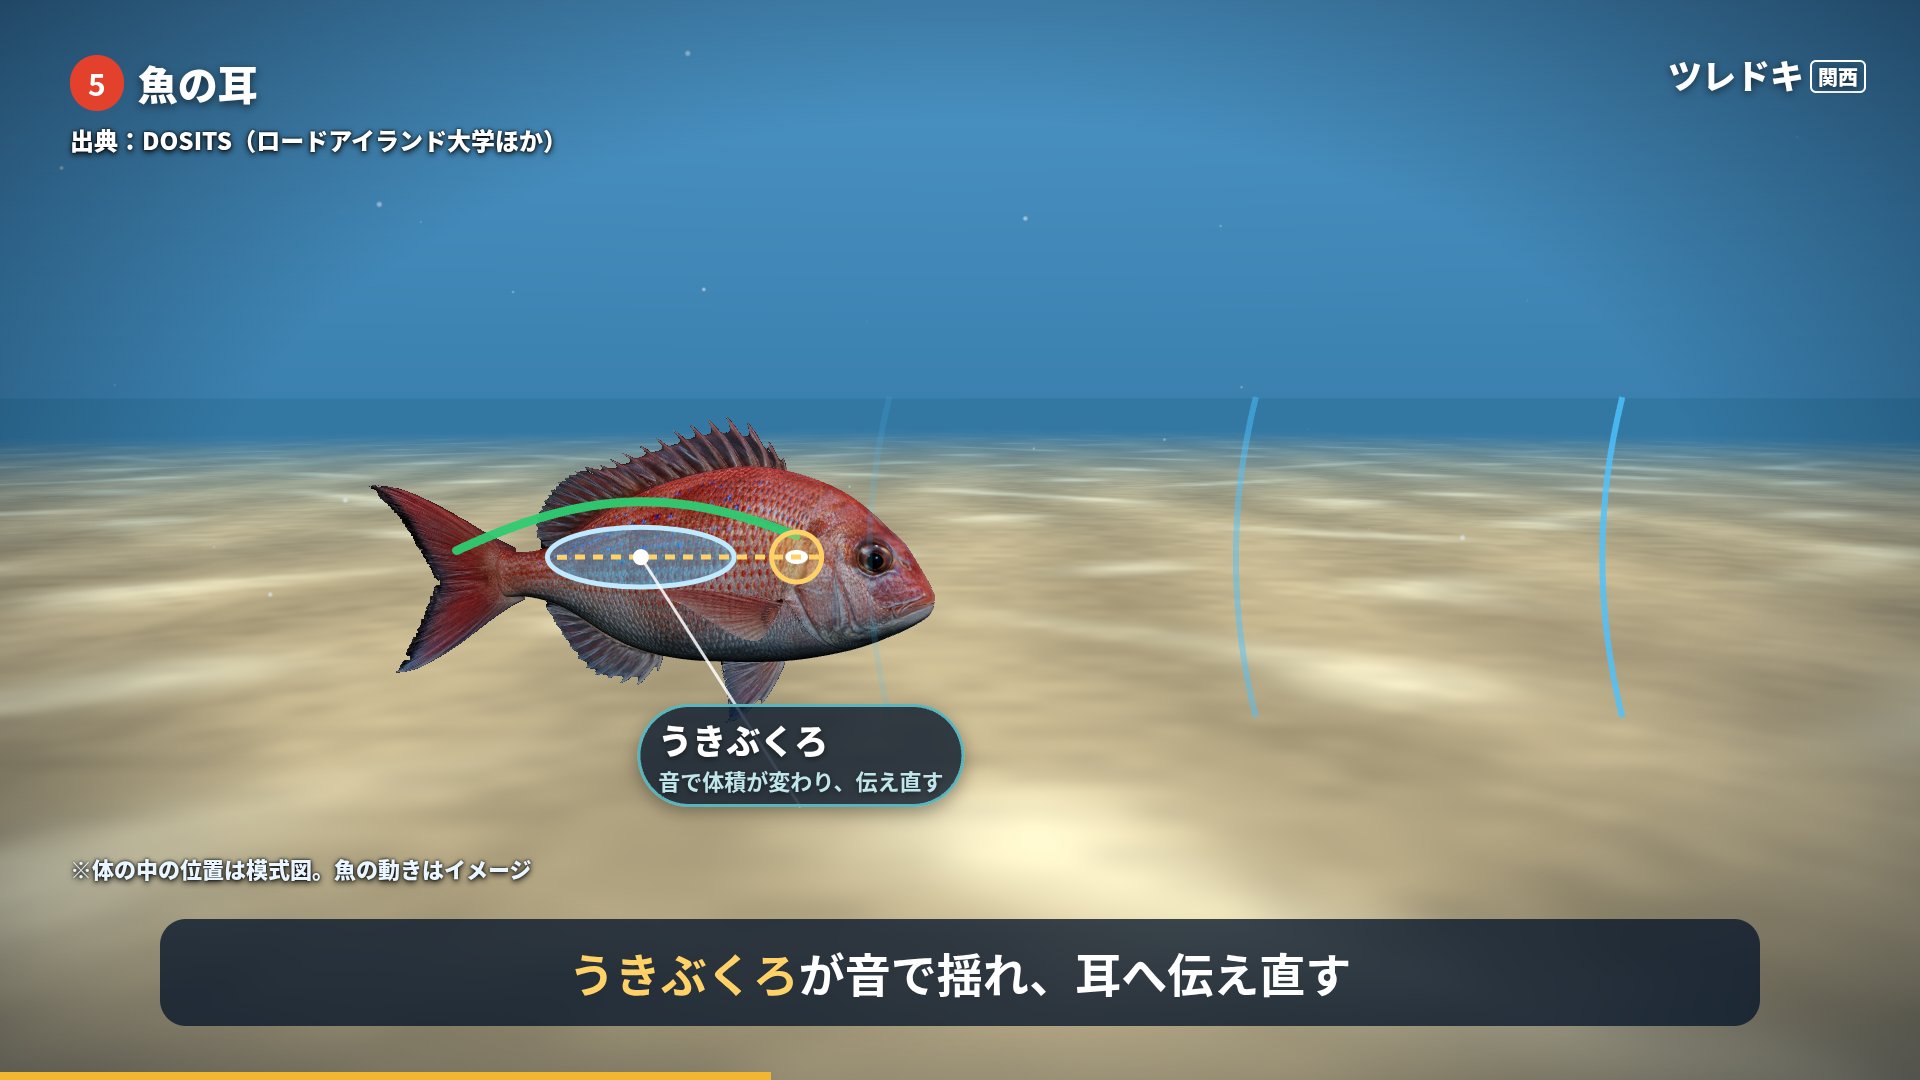 5 魚の耳
出典：DOSITS（ロードアイランド大学ほか）
ツレドキ 関西
うきぶくろ
音で体積が変わり、伝え直す
※体の中の位置は模式図。魚の動きはイメージ
うきぶくろが音で揺れ、耳へ伝え直す